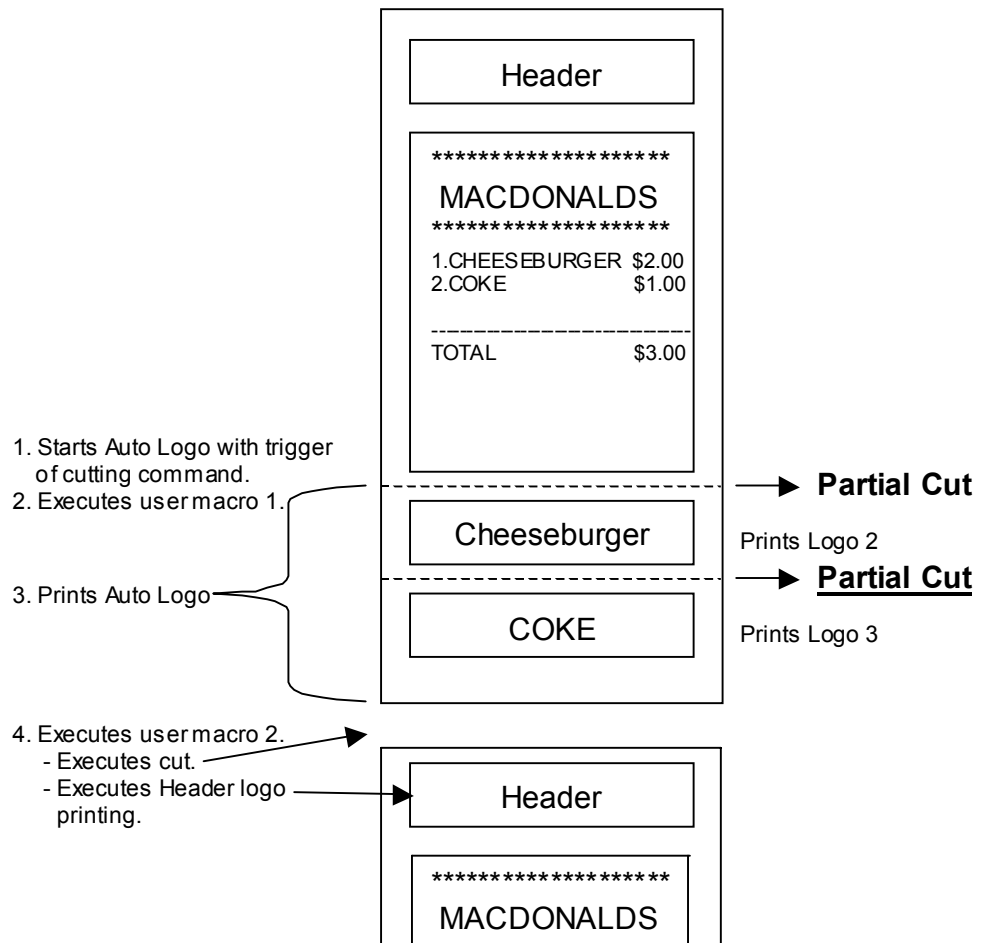 Header
********************
MACDONALDS
********************
1.CHEESEBURGER $2.00
2.COKE $1.00
--------------------------------------
TOTAL $3.00
1. Starts Auto Logo with trigger
of cutting command.
2. Executes user macro 1.
Partial Cut
Cheeseburger
Prints Logo 2
3. Prints Auto Logo
Partial Cut
COKE
Prints Logo 3
4. Executes user macro 2.
- Executes cut.
- Executes Header logo
printing.
Header
********************
MACDONALDS